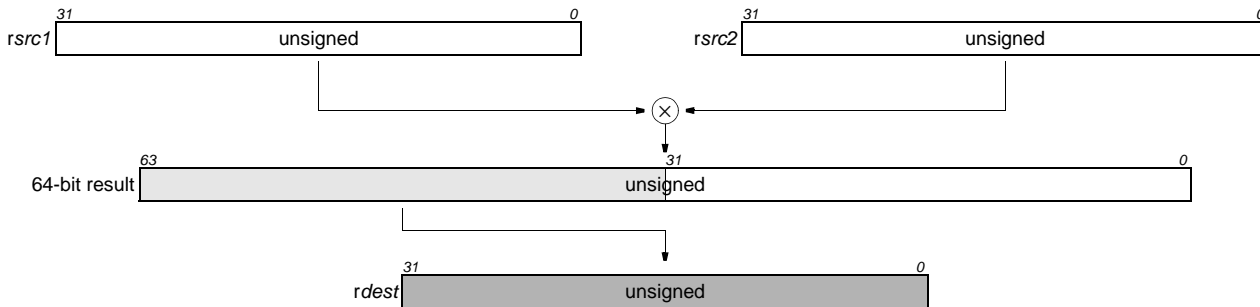 31 0 31 0
rsrc1 unsigned rsrc2 unsigned
×
63 31 0
64-bit result unsigned
31 0
rdest unsigned